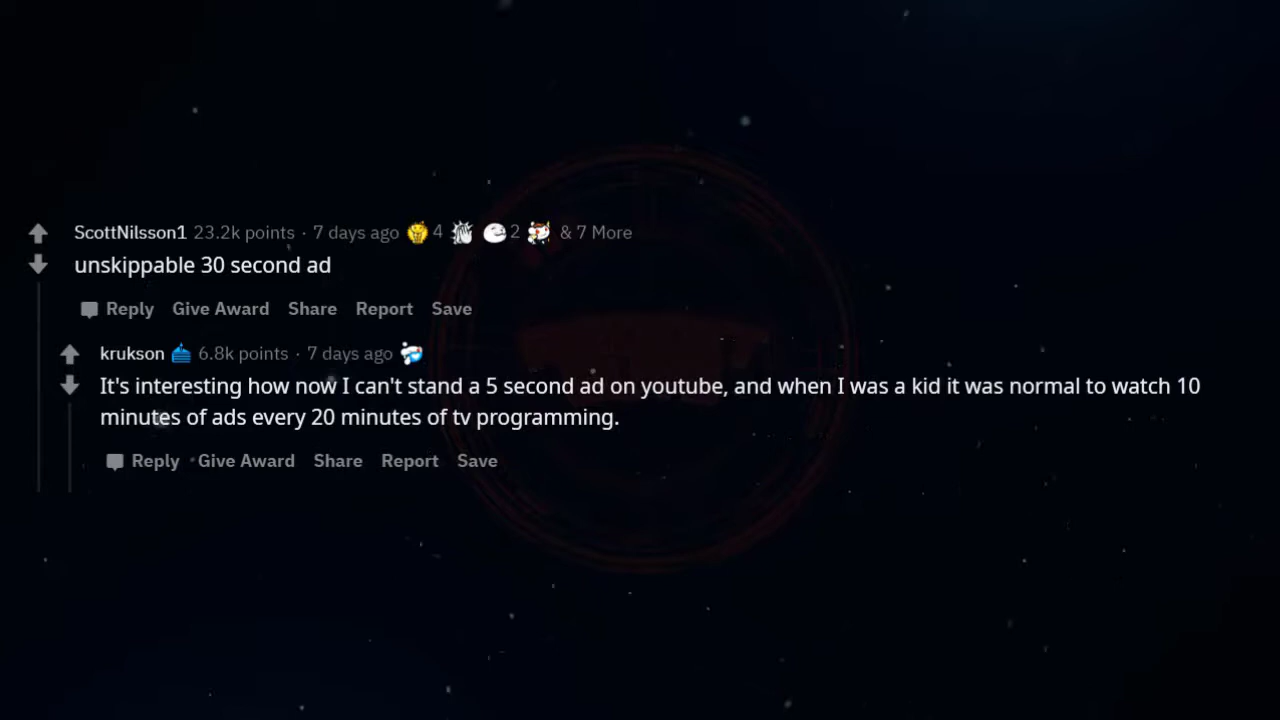 ScottNilsson1 23.2k points · 7 days ago 4 2 & 7 More
unskippable 30 second ad
Reply Give Award Share Report Save
krukson 6.8k points · 7 days ago
It's interesting how now I can't stand a 5 second ad on youtube, and when I was a kid it was normal to watch 10
minutes of ads every 20 minutes of tv programming.
Reply Give Award Share Report Save